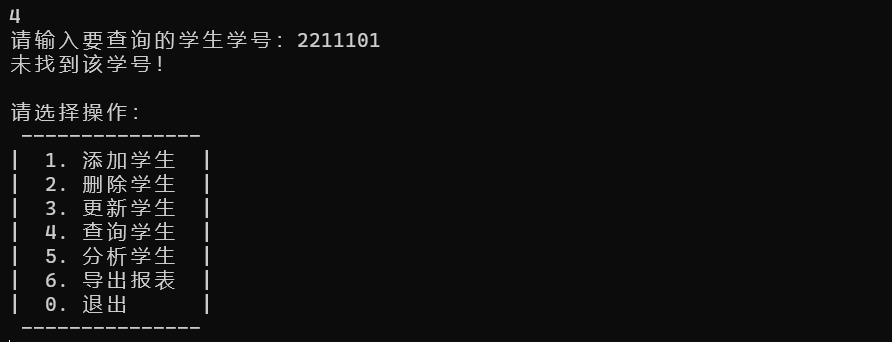 4
请输入要查询的学生学号: 2211101
未找到该学号!
请选择操作:
---------------
|  1. 添加学生  |
|  2. 删除学生  |
|  3. 更新学生  |
|  4. 查询学生  |
|  5. 分析学生  |
|  6. 导出报表  |
|  0. 退出      |
---------------